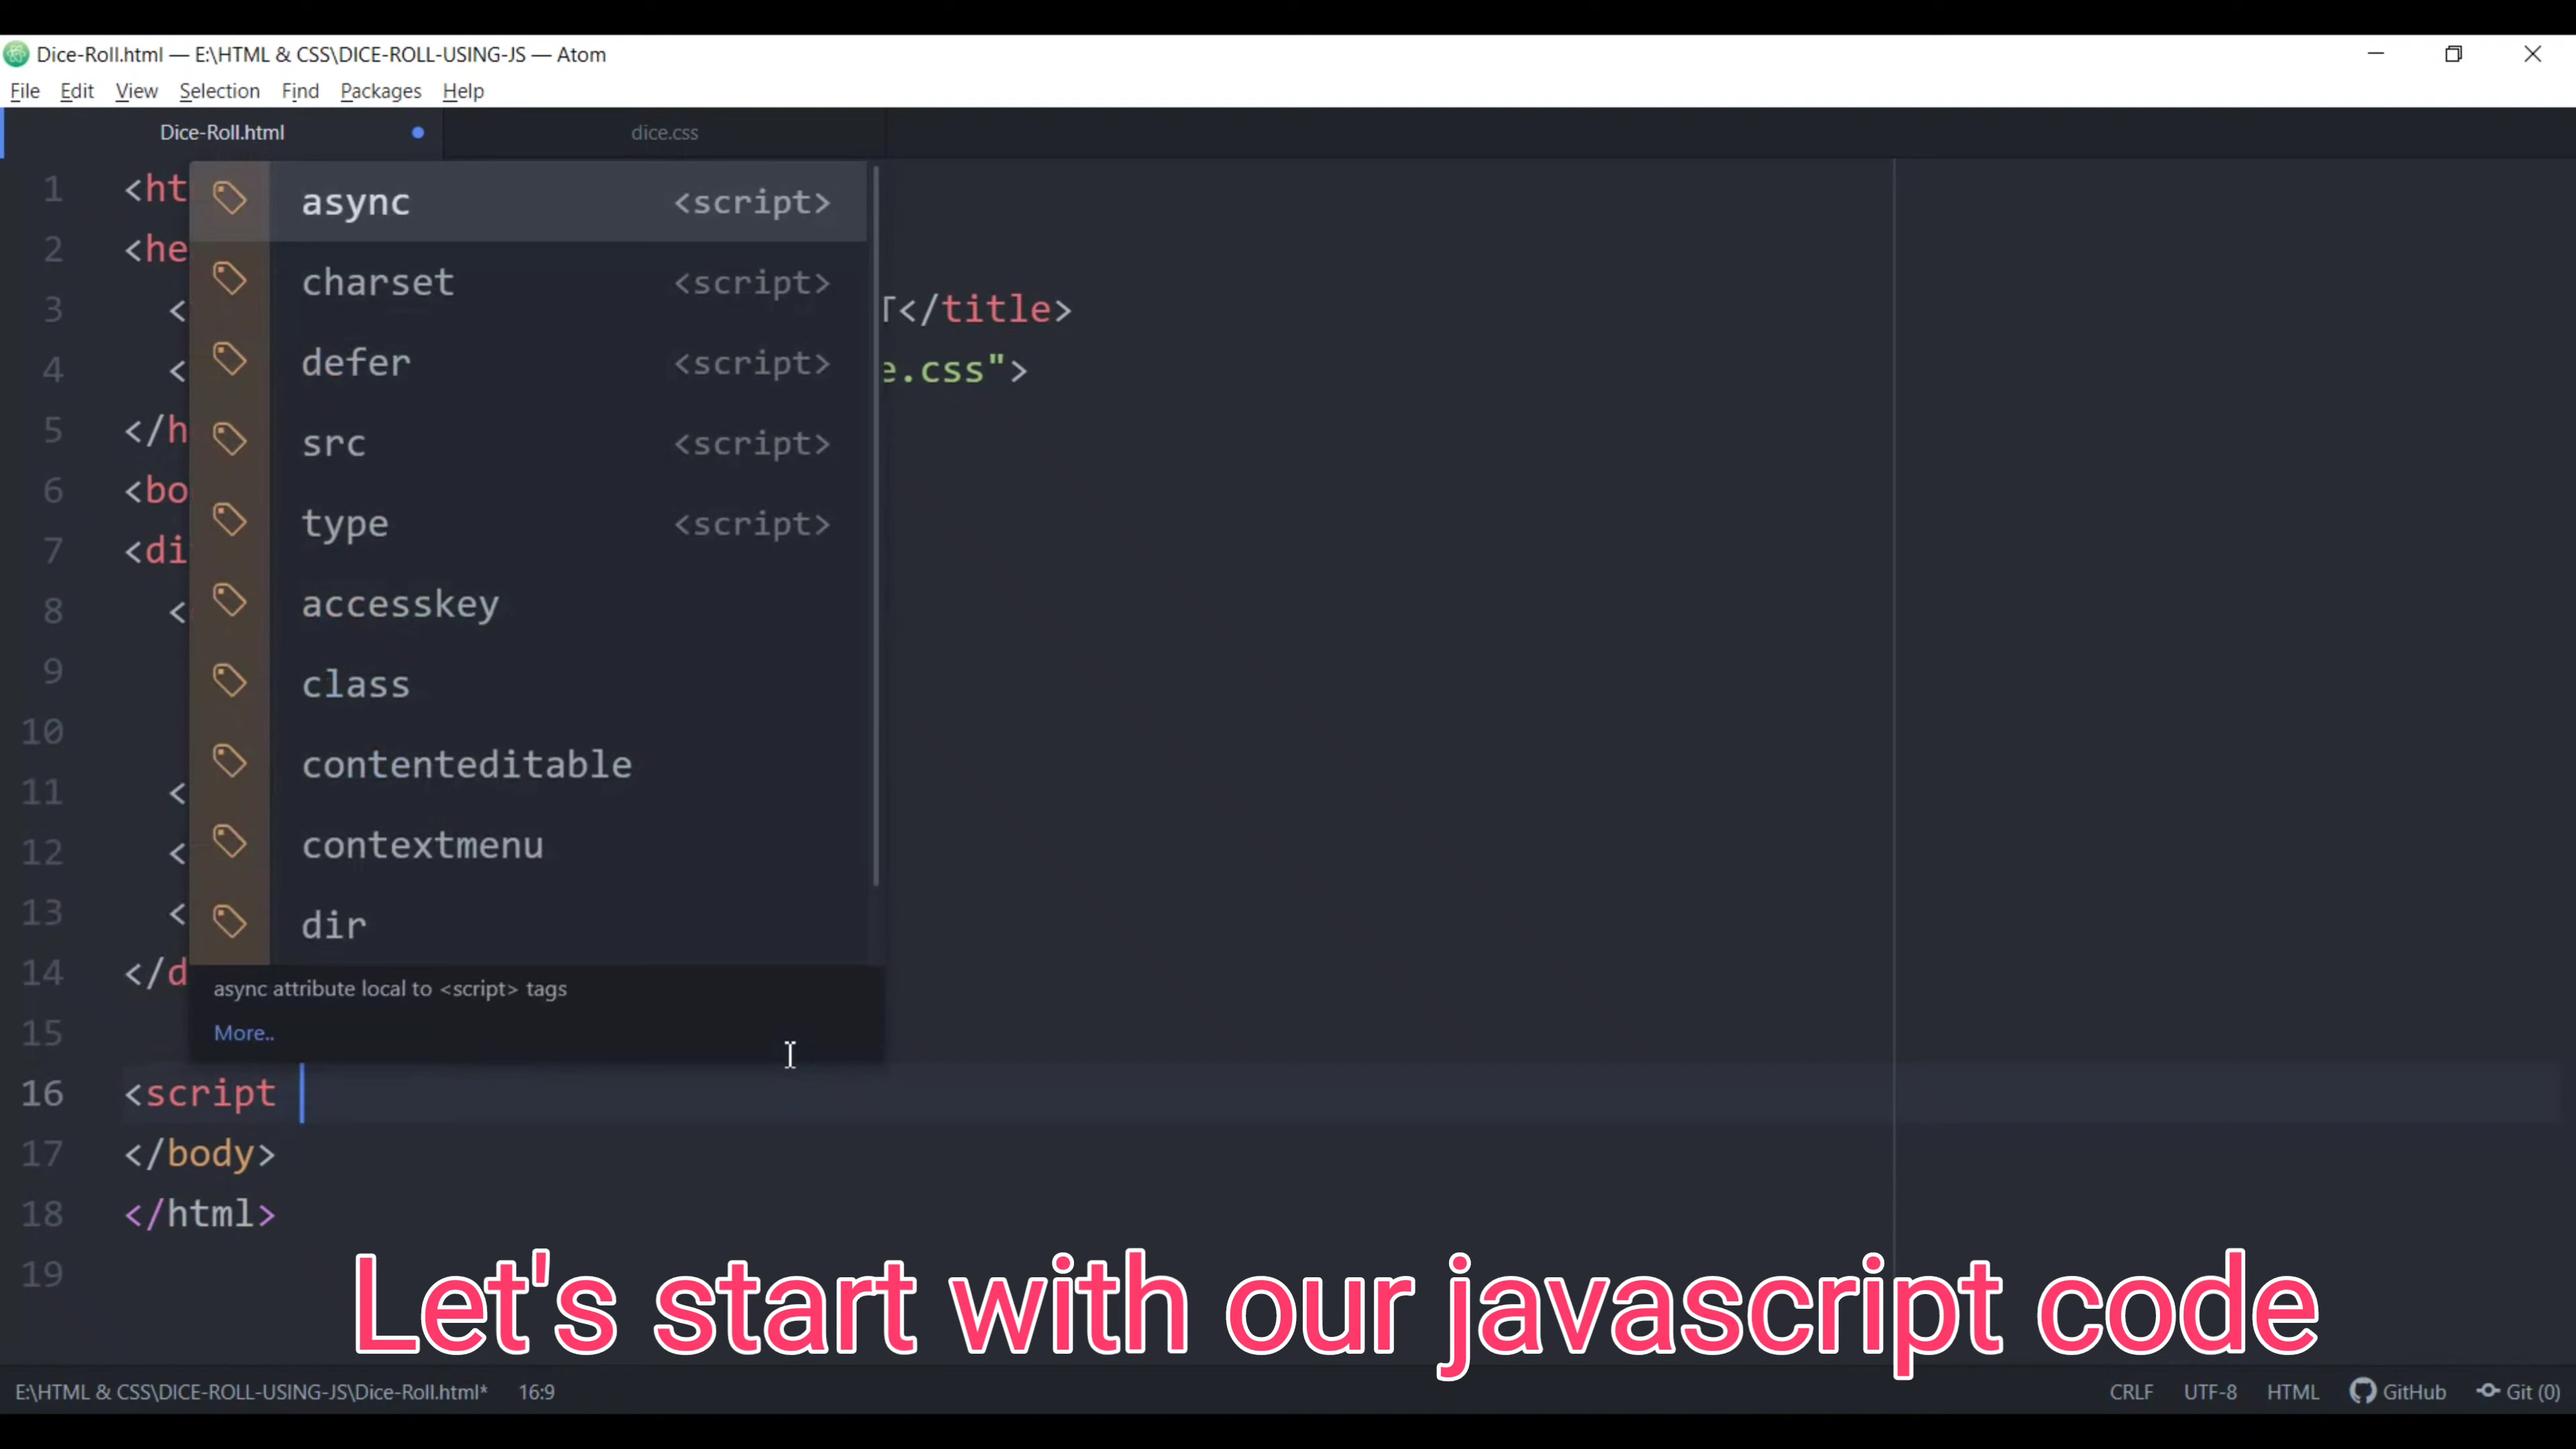 Dice-Roll.html — E:\HTML & CSS\DICE-ROLL-USING-JS — Atom
File Edit View Selection Find Packages Help
Dice-Roll.html dice.css
1 <ht
async <script>
2 <he
charset <script>
3 < T</title>
defer <script>
4 < e.css">
5 </h
src <script>
6 <bo
type <script>
7 <di
8 <
accesskey
9
class
10
contenteditable
11 <
12 <
contextmenu
13 <
dir
14 </d
async attribute local to <script> tags
15
More..
16 <script
17 </body>
18 </html>
19
Let's start with our javascript code
E:\HTML & CSS\DICE-ROLL-USING-JS\Dice-Roll.html* 16:9 CRLF UTF-8 HTML GitHub Git (0)